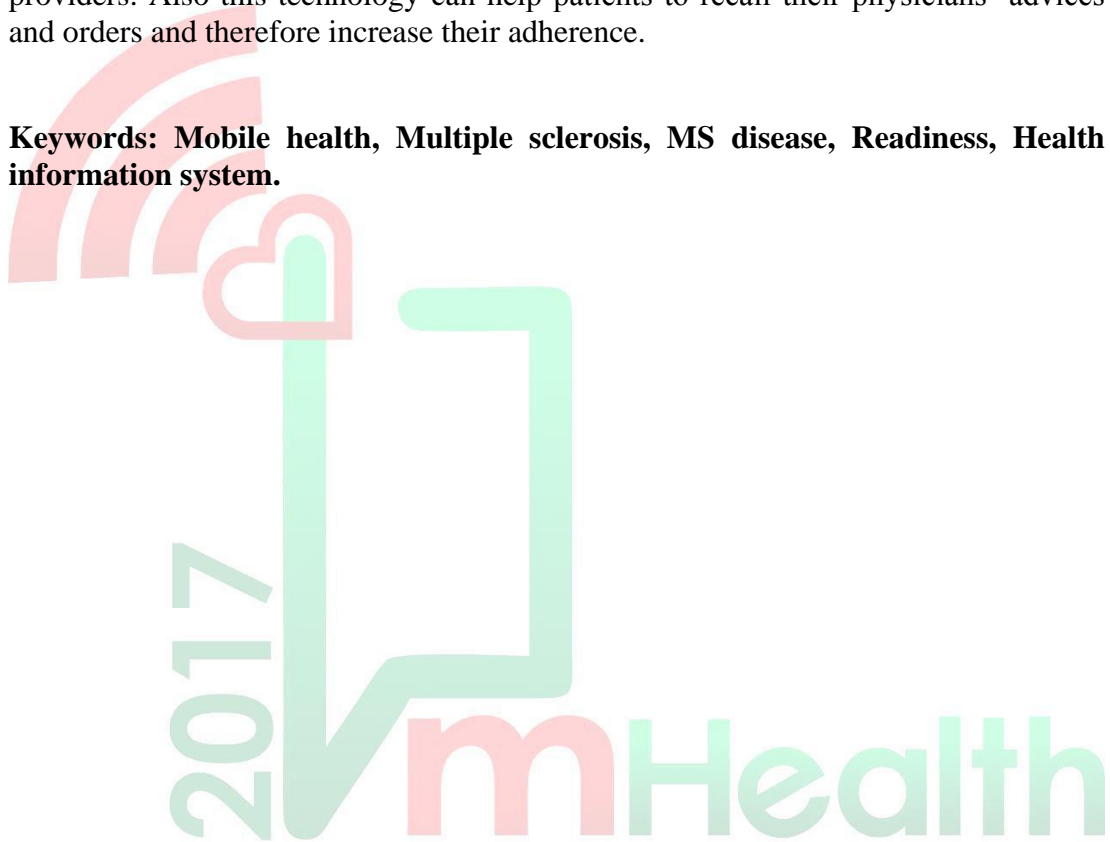 providers. Also this technology can help patients to recall their physicians' advices
and orders and therefore increase their adherence.
Keywords: Mobile health, Multiple sclerosis, MS disease, Readiness, Health
information system.
2017
mHealth